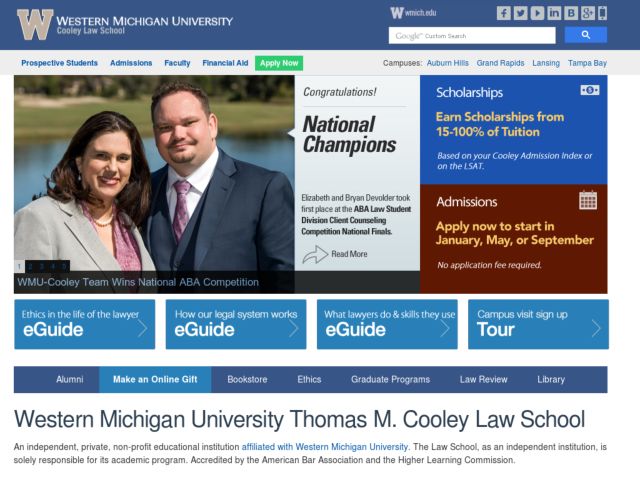 WESTERN MICHIGAN UNIVERSITY
Cooley Law School
wmich.edu
Google Custom Search
Prospective Students Admissions Faculty Financial Aid Apply Now
Campuses: Auburn Hills Grand Rapids Lansing Tampa Bay
Congratulations!
National
Champions
Elizabeth and Bryan Devolder took
first place at the ABA Law Student
Division Client Counseling
Competition National Finals.
Read More
1 2 3 4 5
WMU-Cooley Team Wins National ABA Competition
Scholarships
Earn Scholarships from
15-100% of Tuition
Based on your Cooley Admission Index or
on the LSAT.
Admissions
Apply now to start in
January, May, or September
No application fee required.
Ethics in the life of the lawyer
eGuide
How our legal system works
eGuide
What lawyers do & skills they use
eGuide
Campus visit sign up
Tour
Alumni Make an Online Gift Bookstore Ethics Graduate Programs Law Review Library
Western Michigan University Thomas M. Cooley Law School
An independent, private, non-profit educational institution affiliated with Western Michigan University. The Law School, as an independent institution, is
solely responsible for its academic program. Accredited by the American Bar Association and the Higher Learning Commission.